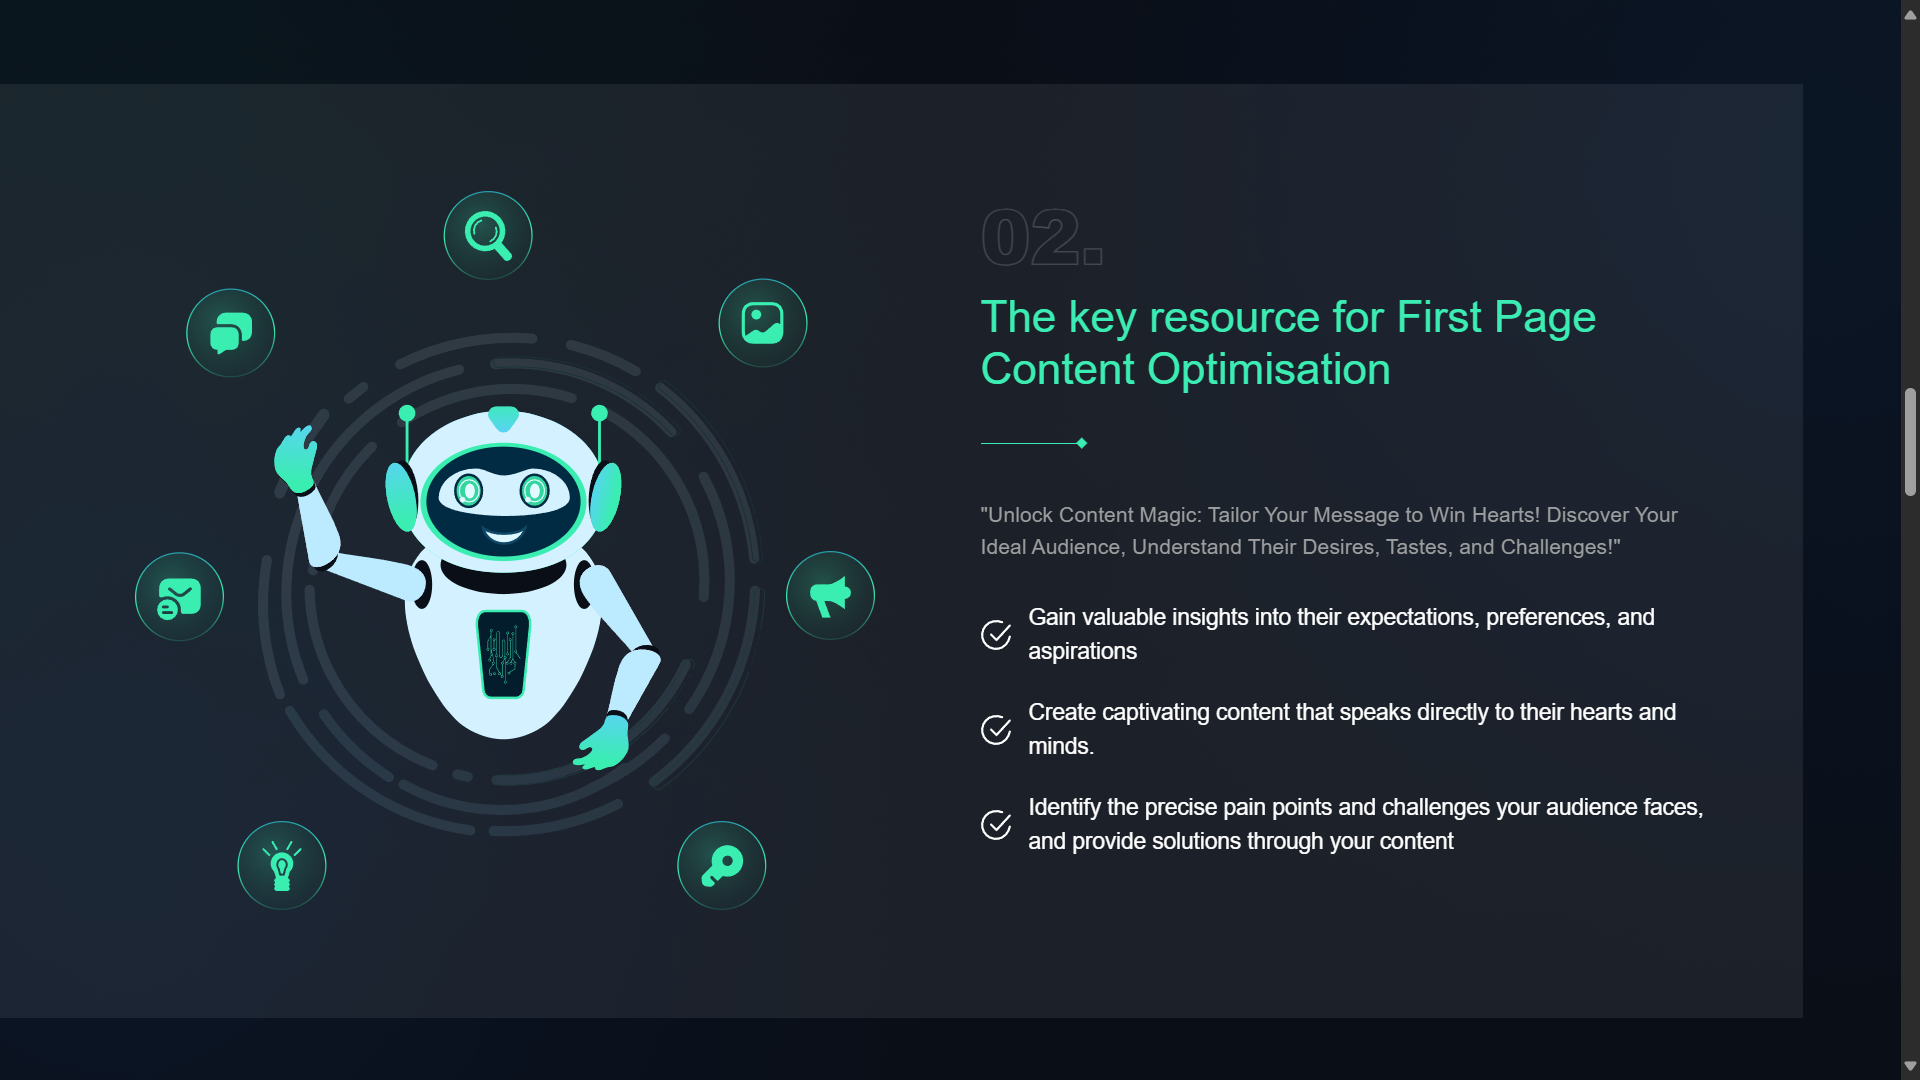 02.
The key resource for First Page
Content Optimisation
"Unlock Content Magic: Tailor Your Message to Win Hearts! Discover Your
Ideal Audience, Understand Their Desires, Tastes, and Challenges!"
Gain valuable insights into their expectations, preferences, and
aspirations
Create captivating content that speaks directly to their hearts and
minds.
Identify the precise pain points and challenges your audience faces,
and provide solutions through your content